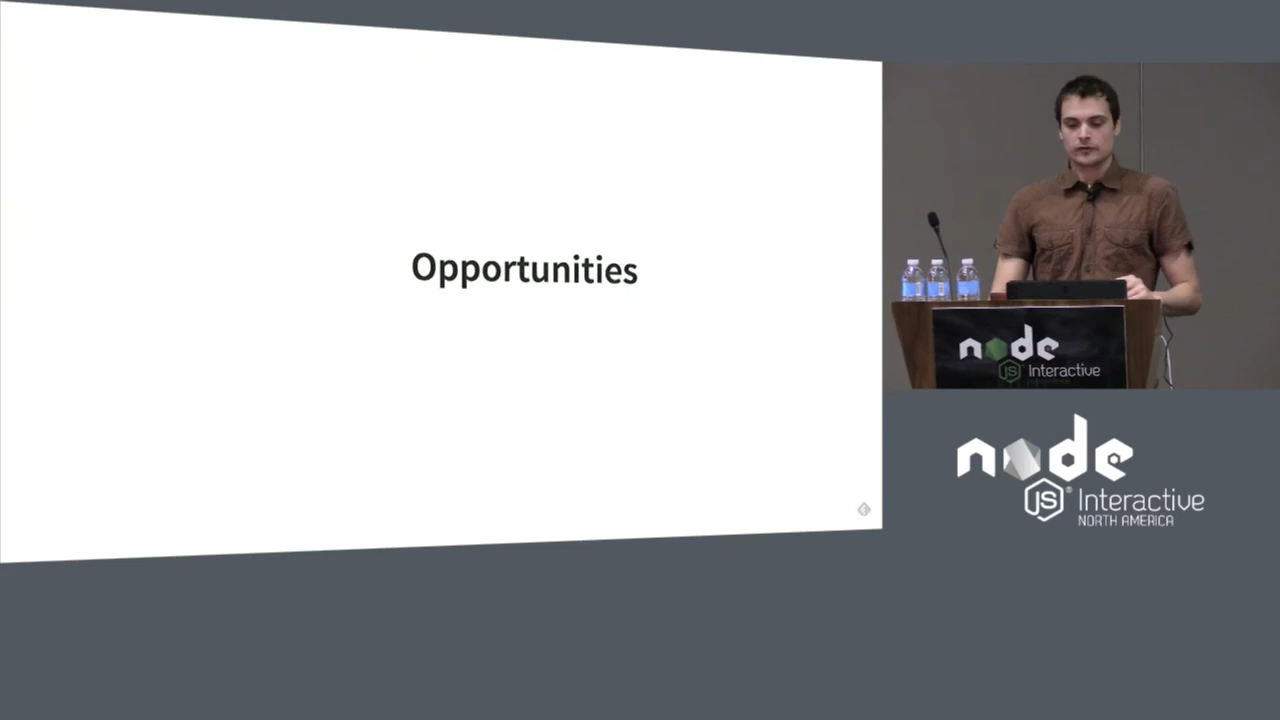 Opportunities
node
JS Interactive
node
JS® Interactive
NORTH AMERICA